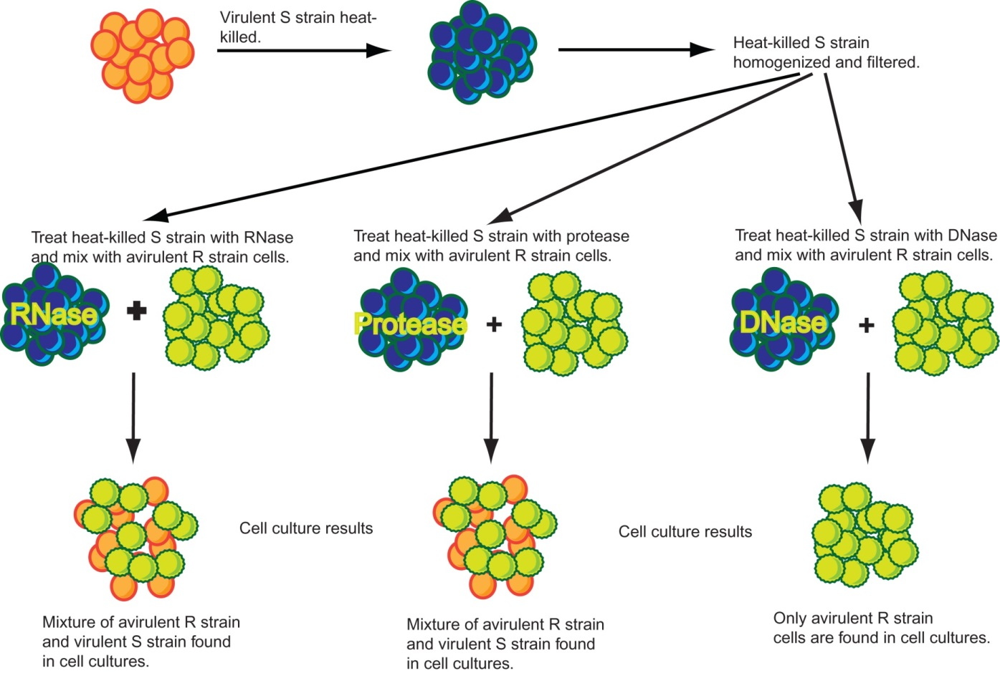 Virulent S strain heat-
killed.
Heat-killed S strain
homogenized and filtered.
Treat heat-killed S strain with RNase
and mix with avirulent R strain cells.
Treat heat-killed S strain with protease
and mix with avirulent R strain cells.
Treat heat-killed S strain with DNase
and mix with avirulent R strain cells.
RNase
+
Protease
+
DNase
+
Cell culture results
Cell culture results
Mixture of avirulent R strain
and virulent S strain found
in cell cultures.
Mixture of avirulent R strain
and virulent S strain found
in cell cultures.
Only avirulent R strain
cells are found in cell cultures.